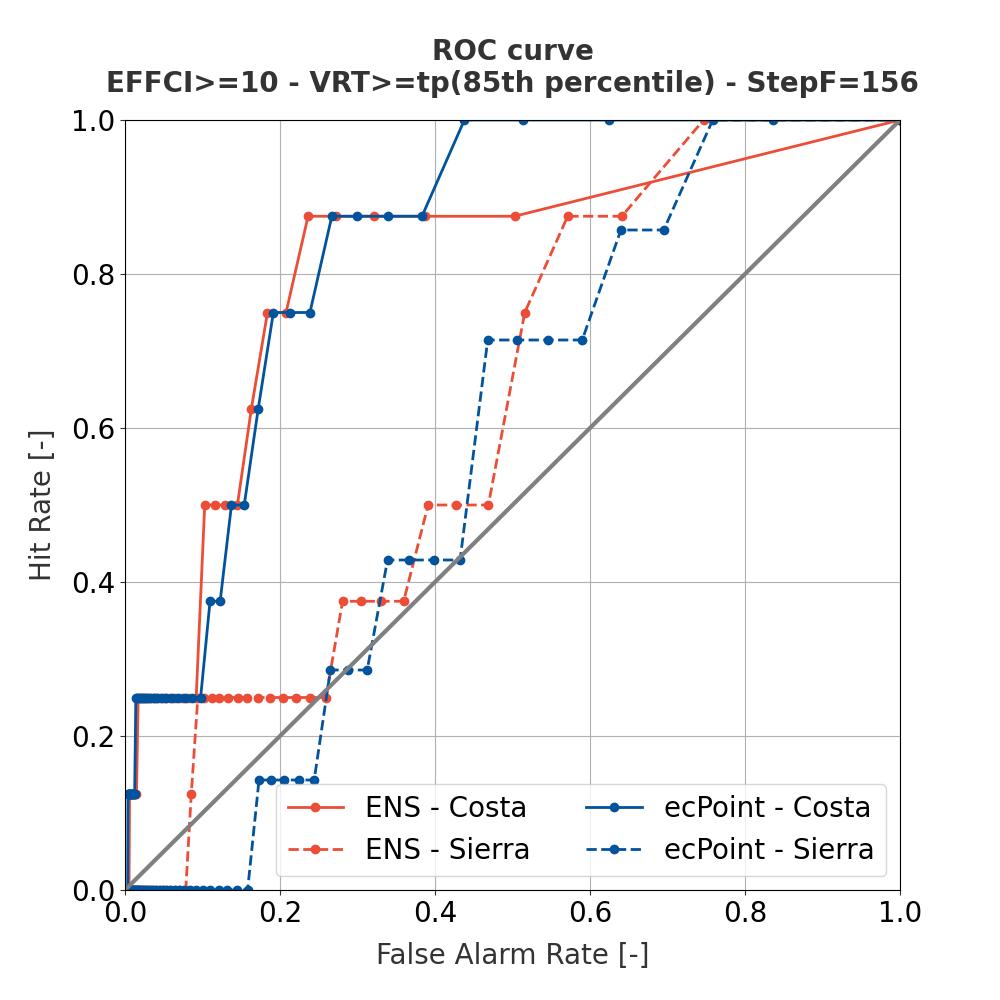 ROC curve
EFFCI>=10 - VRT>=tp(85th percentile) - StepF=156
1.0
0.8
0.6
0.4
0.2
0.0
Hit Rate [-]
ENS - Costa
ENS - Sierra
ecPoint - Costa
ecPoint - Sierra
0.0 0.2 0.4 0.6 0.8 1.0
False Alarm Rate [-]